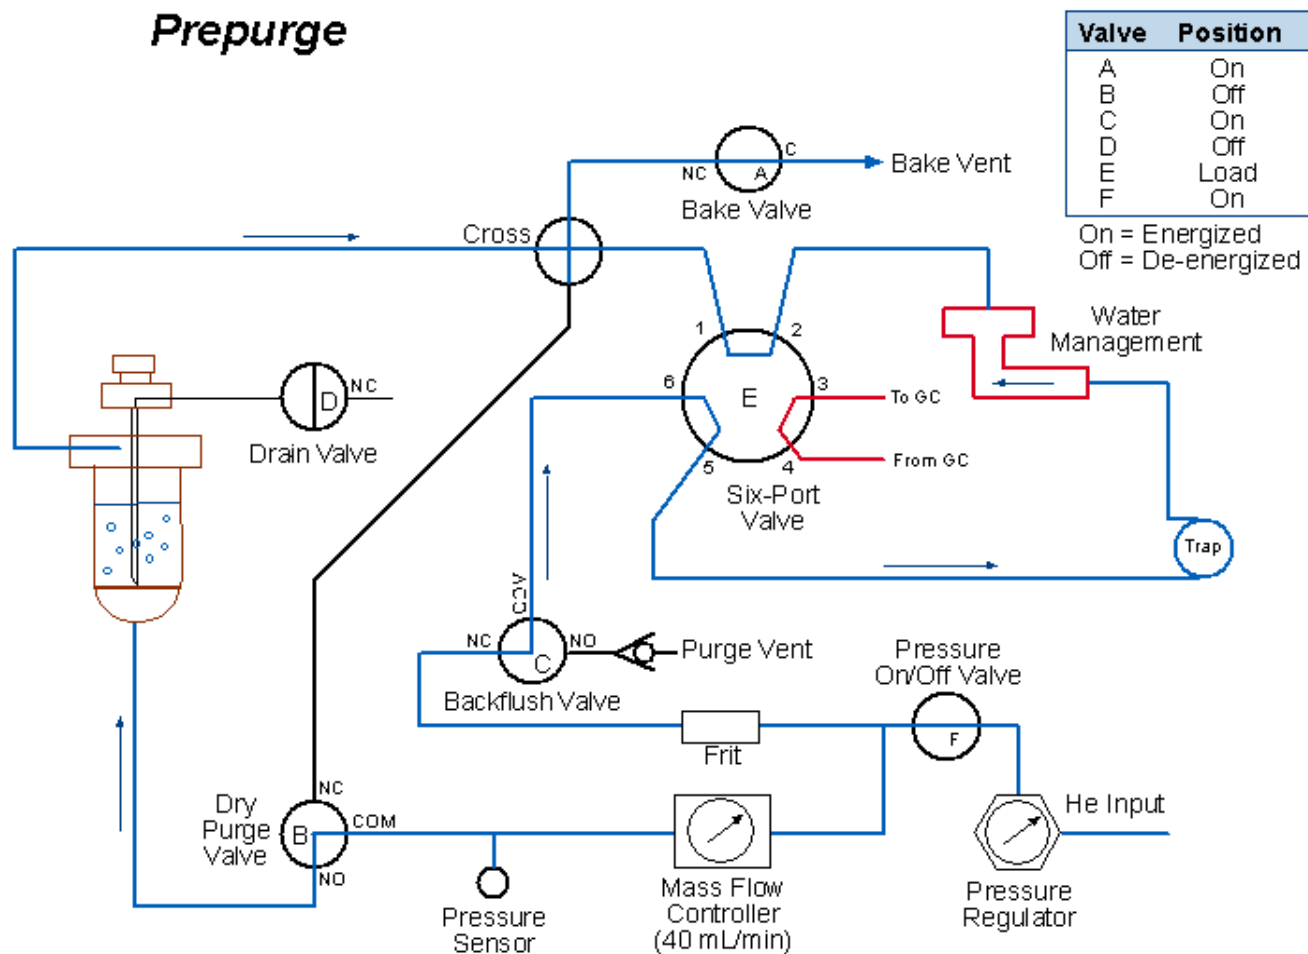 Prepurge
Valve Position
A On
B Off
C On
D Off
E Load
F On
On = Energized
Off = De-energized
C
NC
A
Bake Vent
Bake Valve
Cross
Water
Management
1
2
6
3
E
5
4
To GC
From GC
Six-Port
Valve
D
NC
Drain Valve
Trap
COV
NC
NO
C
Purge Vent
Backflush Valve
Pressure
On/Off Valve
F
Frit
NC
Dry
Purge
Valve
B
COM
NO
He Input
Pressure
Sensor
Mass Flow
Controller
(40 mL/min)
Pressure
Regulator